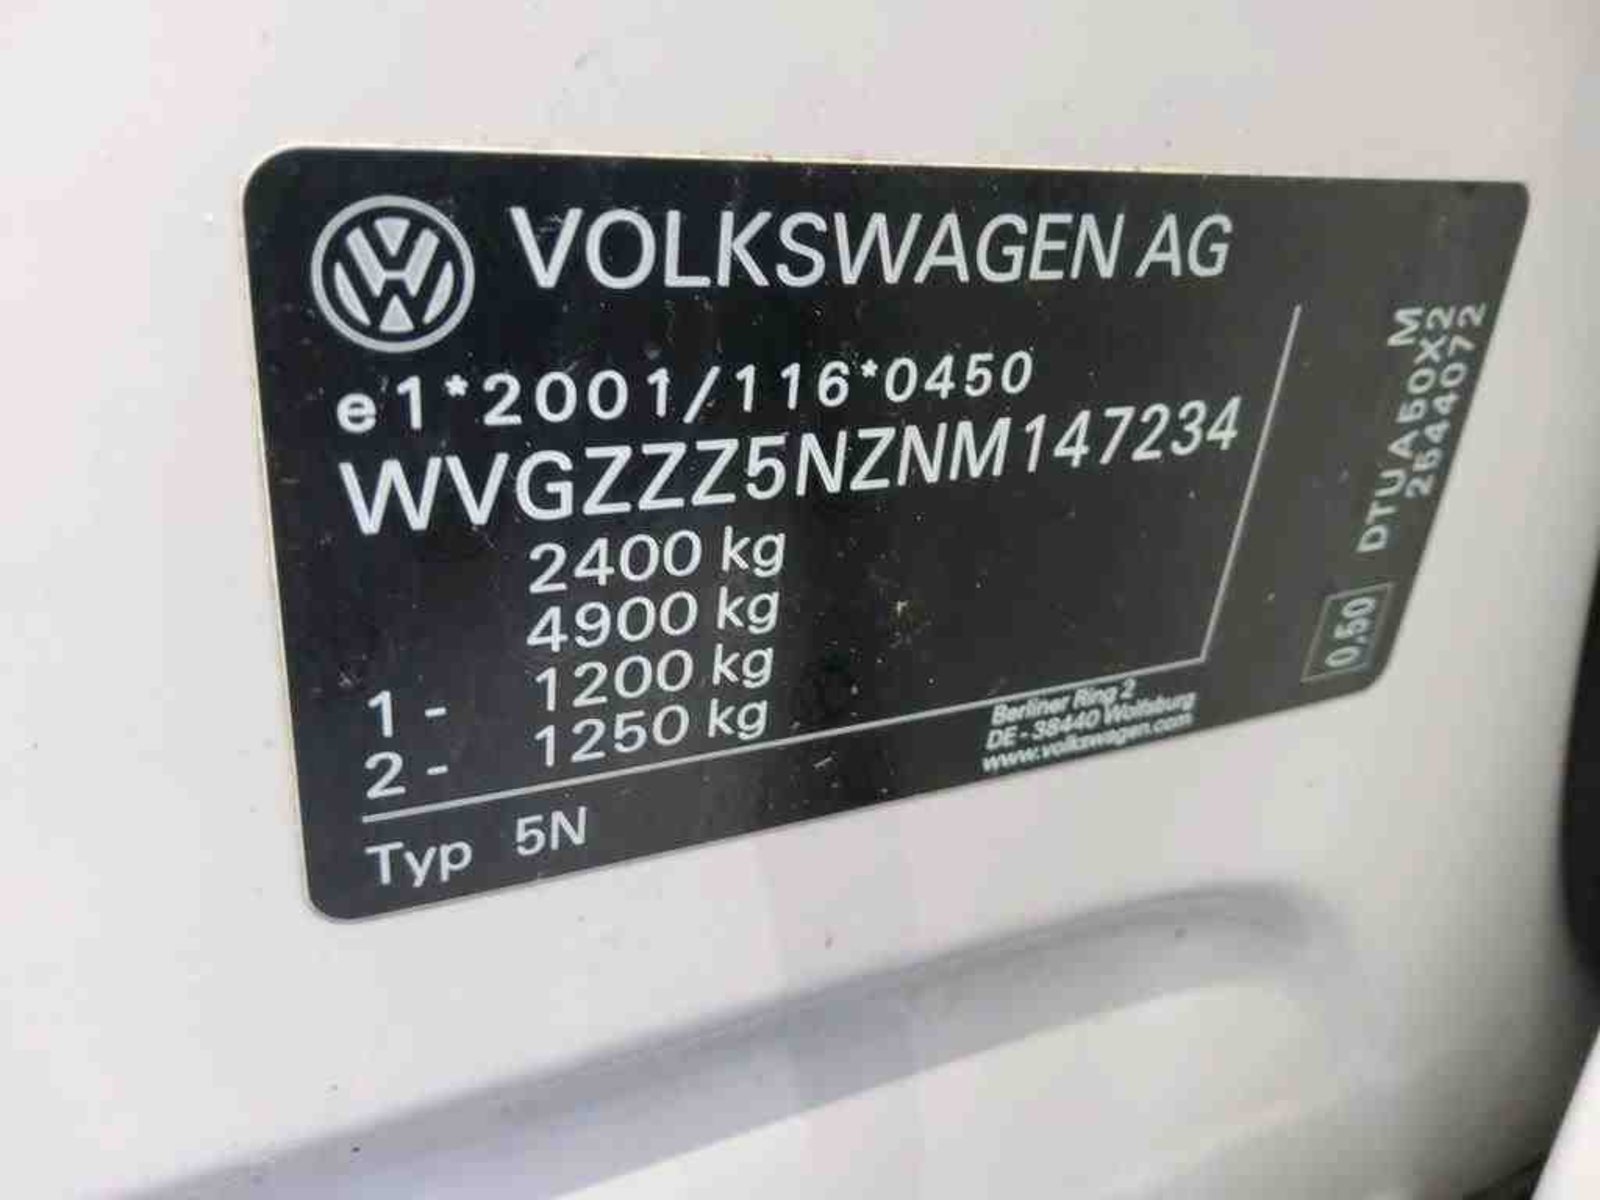 VOLKSWAGEN AG
e1*2001/116*0450
WVGZZZ5NZNM147234
2400 kg
4900 kg
1 - 1200 kg
2 - 1250 kg
Typ 5N
Berliner Ring 2
DE - 38440 Wolfsburg
www.volkswagen.com
0,50
DTUA50X2
2544072
M